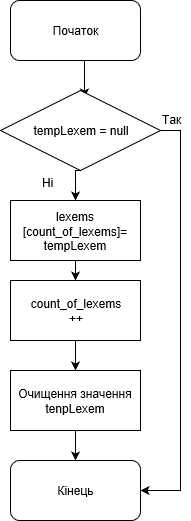 Початок
tempLexem = null
Так
Ні
lexems
[count_of_lexems]=
tempLexem
count_of_lexems
++
Очищення значення
tenpLexem
Кінець